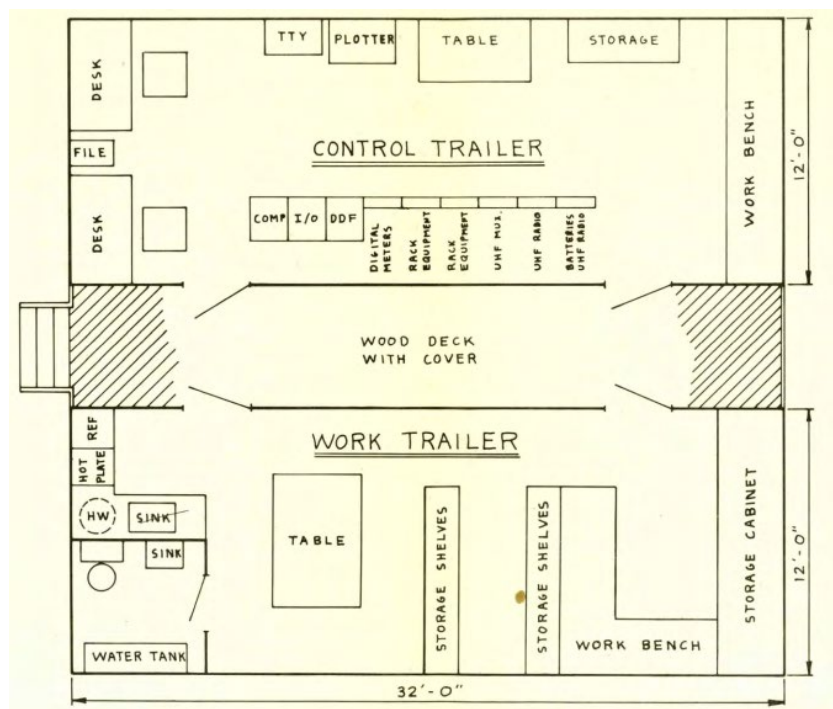 TTY
PLOTTER
TABLE
STORAGE
DESK
FILE
DESK
CONTROL TRAILER
WORK BENCH
12'-0"
COMP
I/O
DDF
DIGITAL
METERS
RACK
EQUIPMENT
RACK
EQUIPMENT
UHF MUX.
UHF RADIO
BATTERIES
UHF RADIO
WOOD DECK
WITH COVER
WORK TRAILER
REF
HOT
PLATE
HW
SINK
SINK
WATER TANK
TABLE
STORAGE SHELVES
STORAGE SHELVES
WORK BENCH
STORAGE CABINET
12'-0"
32'-0"